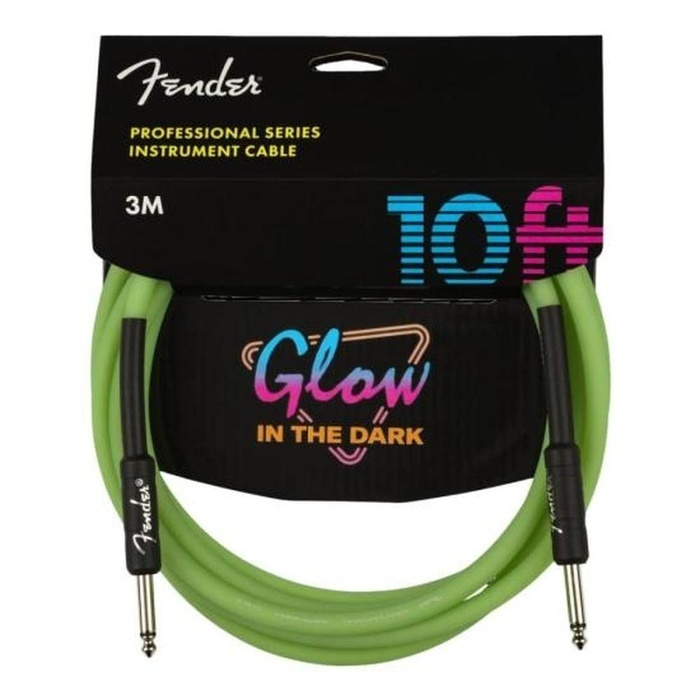 Fender®
PROFESSIONAL SERIES
INSTRUMENT CABLE
3M
10ft
Glow
IN THE DARK
Fender®
Fender